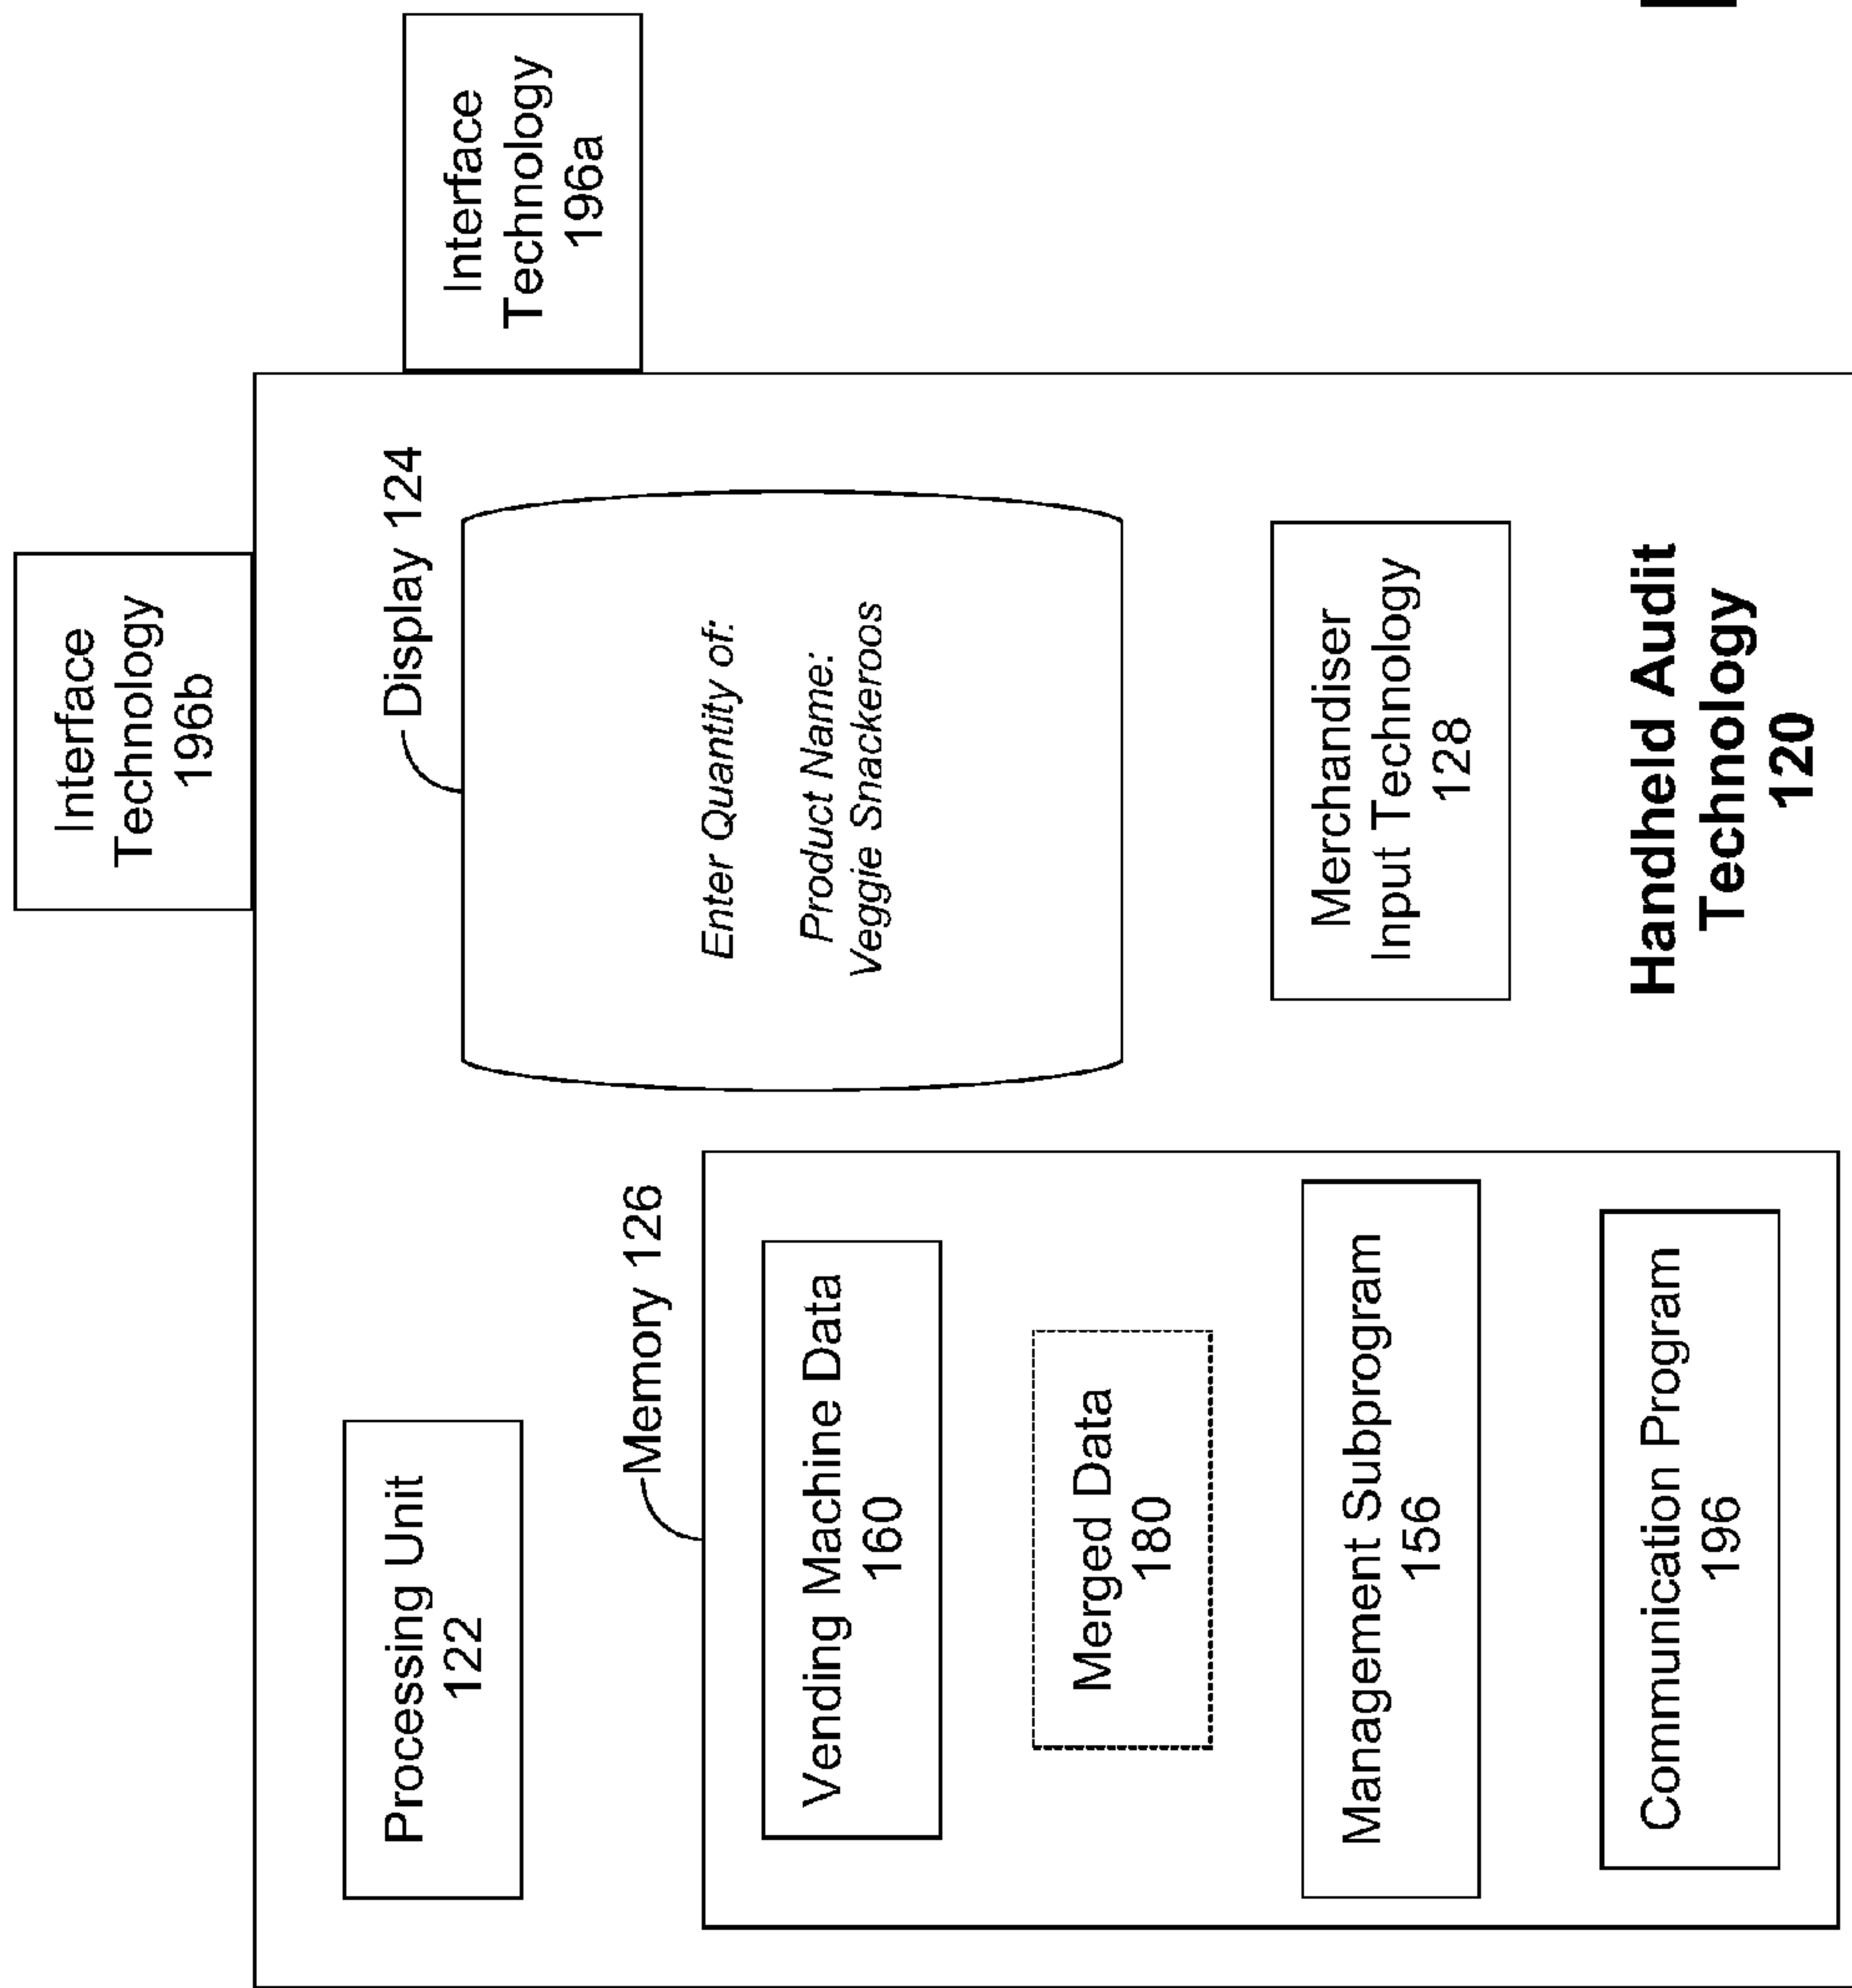 Interface
Technology
196b
Interface
Technology
196a
Processing Unit
122
Display 124
Enter Quantity of:
Product Name:
Veggie Snackeroos
Memory 126
Vending Machine Data
160
Merged Data
180
Management Subprogram
156
Communication Program
196
Merchandiser
Input Technology
128
Handheld Audit
Technology
120